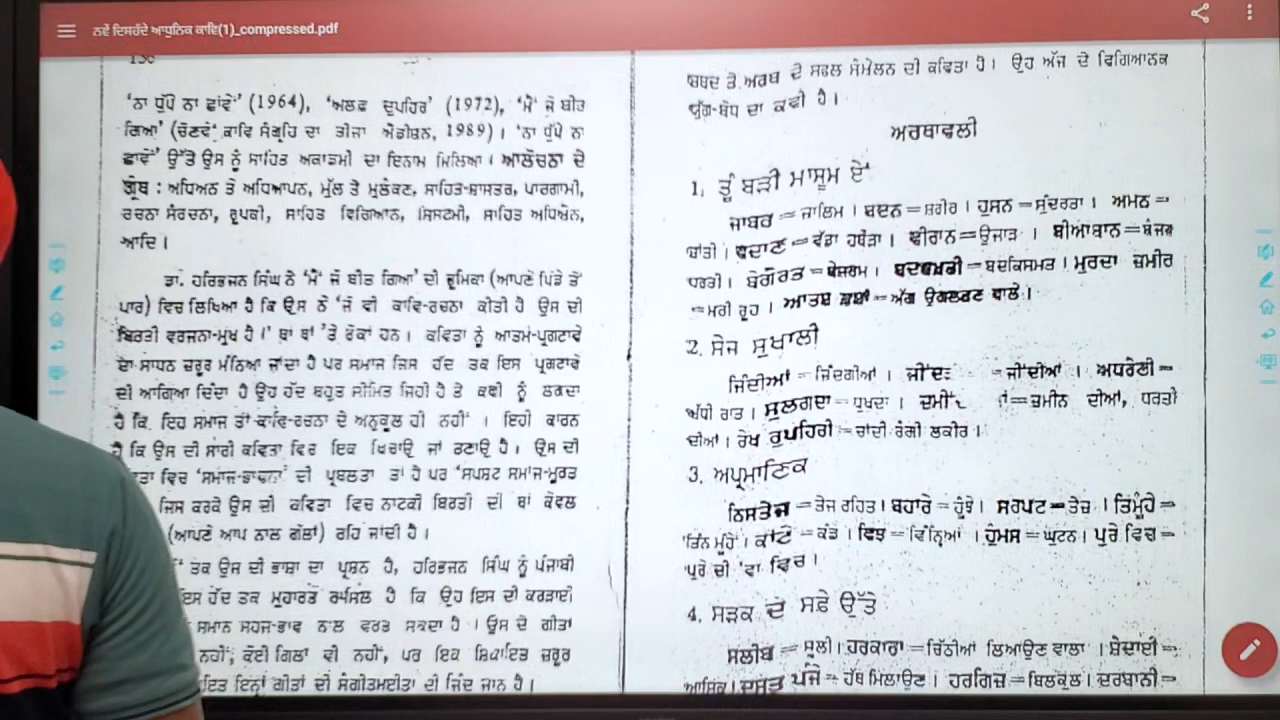 ਨਵੇਂ ਦਿਸਹੱਦੇ ਆਧੁਨਿਕ ਕਾਵਿ(1)_compressed.pdf
'ਨਾ ਧੁੱਪੇ ਨਾ ਛਾਂਵੇਂ' (1964), 'ਅਲਫ਼ ਦੁਪਹਿਰ' (1972), 'ਮੈਂ ਜੋ ਬੀਤ
ਗਿਆ' (ਚੋਣਵੇਂ ਕਾਵਿ ਸੰਗ੍ਰਹਿ ਦਾ ਤੀਜਾ ਐਡੀਸ਼ਨ, 1989)। 'ਨਾ ਧੁੱਪੇ ਨਾ
ਛਾਵੇਂ' ਉੱਤੇ ਉਸ ਨੂੰ ਸਾਹਿਤ ਅਕਾਡਮੀ ਦਾ ਇਨਾਮ ਮਿਲਿਆ। ਆਲੋਚਨਾ ਦੇ
ਗ੍ਰੰਥ : ਅਧਿਅਨ ਤੇ ਅਧਿਆਪਨ, ਮੁੱਲ ਤੇ ਮੁਲੰਕਣ, ਸਾਹਿਤ-ਸ਼ਾਸਤਰ, ਪਾਰਗਾਮੀ,
ਰਚਨਾ ਸੰਰਚਨਾ, ਰੂਪਕੀ, ਸਾਹਿਤ ਵਿਗਿਆਨ, ਸਿਸਟਮੀ, ਸਾਹਿਤ ਅਧਿਐਨ,
ਆਦਿ।
ਡਾ. ਹਰਿਭਜਨ ਸਿੰਘ ਨੇ 'ਮੈਂ ਜੋ ਬੀਤ ਗਿਆ' ਦੀ ਭੂਮਿਕਾ (ਆਪਣੇ ਪਿੰਡੇ ਤੋਂ
ਪਾਰ) ਵਿਚ ਲਿਖਿਆ ਹੈ ਕਿ ਉਸ ਨੇ 'ਜੋ ਵੀ ਕਾਵਿ-ਰਚਨਾ ਕੀਤੀ ਹੈ ਉਸ ਦੀ
ਬਿਰਤੀ ਵਰਜਨਾ-ਮੁਖ ਹੈ।' ਥਾਂ ਥਾਂ 'ਤੇ ਰੋਕਾਂ ਹਨ। ਕਵਿਤਾ ਨੂੰ ਆਤਮ-ਪ੍ਰਗਟਾਵੇ
ਦਾ ਸਾਧਨ ਜ਼ਰੂਰ ਮੰਨਿਆ ਜਾਂਦਾ ਹੈ ਪਰ ਸਮਾਜ ਜਿਸ ਹੱਦ ਤਕ ਇਸ ਪ੍ਰਗਟਾਵੇ
ਦੀ ਆਗਿਆ ਦਿੰਦਾ ਹੈ ਉਹ ਹੱਦ ਬਹੁਤ ਸੀਮਿਤ ਜਿਹੀ ਹੈ ਤੇ ਕਵੀ ਨੂੰ ਲਗਦਾ
ਹੈ ਕਿ ਇਹ ਸਮਾਜ ਤਾਂ ਕਾਵਿ-ਰਚਨਾ ਦੇ ਅਨੁਕੂਲ ਹੀ ਨਹੀਂ। ਇਹੀ ਕਾਰਨ
ਹੈ ਕਿ ਉਸ ਦੀ ਸਾਰੀ ਕਵਿਤਾ ਵਿਚ ਇਕ ਖਿਚਾਉ ਜਾਂ ਤਣਾਉ ਹੈ। ਉਸ ਦੀ
ਤਾ ਵਿਚ 'ਸਮਾਜ-ਭਾਵਨਾ' ਦੀ ਪ੍ਰਬਲਤਾ ਤਾਂ ਹੈ ਪਰ 'ਸਪਸ਼ਟ ਸਮਾਜ-ਮੂਰਤ
ਜਿਸ ਕਰਕੇ ਉਸ ਦੀ ਕਵਿਤਾ ਵਿਚ ਨਾਟਕੀ ਬਿਰਤੀ ਦੀ ਥਾਂ ਕੇਵਲ
(ਆਪਣੇ ਆਪ ਨਾਲ ਗੱਲਾਂ) ਰਹਿ ਜਾਂਦੀ ਹੈ।
ਤਕ ਉਸ ਦੀ ਭਾਸ਼ਾ ਦਾ ਪ੍ਰਸ਼ਨ ਹੈ, ਹਰਿਭਜਨ ਸਿੰਘ ਨੂੰ ਪੰਜਾਬੀ
ਇਸ ਹੱਦ ਤਕ ਮੁਹਾਰਤ ਹੈ ਕਿ ਉਹ ਇਸ ਦੀ ਕਰੜਾਈ
ਸਮਾਨ ਸਹਜ-ਭਾਵ ਨਾਲ ਵਰਤ ਸਕਦਾ ਹੈ। ਉਸ ਦੇ ਗੀਤਾਂ
ਨਹੀਂ, ਕੋਈ ਗਿਲਾ ਵੀ ਨਹੀਂ, ਪਰ ਇਕ ਸ਼ਿਕਾਇਤ ਜ਼ਰੂਰ
ਇਤ ਇਨ੍ਹਾਂ ਗੀਤਾਂ ਦੀ ਸੰਗੀਤਮਈਤਾ ਦੀ ਜਿੰਦ ਜਾਨ ਹੈ।
ਸ਼ਬਦ ਤੇ ਅਰਥ ਦੇ ਸਫਲ ਸੰਮੇਲਨ ਦੀ ਕਵਿਤਾ ਹੈ। ਉਹ ਅੱਜ ਦੇ ਵਿਗਿਆਨਕ
ਯੁੱਗ-ਬੋਧ ਦਾ ਕਵੀ ਹੈ।
ਅਰਥਾਵਲੀ
1. ਤੂੰ ਬੜੀ ਮਾਸੂਮ ਏਂ
ਜਾਬਰ = ਜ਼ਾਲਿਮ। ਬਦਨ = ਸ਼ਰੀਰ। ਹੁਸਨ = ਸੁੰਦਰਤਾ। ਅਮਨ =
ਸ਼ਾਂਤੀ। ਵਦਾਣ = ਵੱਡਾ ਹਥੌੜਾ। ਵੀਰਾਨ = ਉਜਾੜ। ਬੀਆਬਾਨ = ਬੰਜਰ
ਧਰਤੀ। ਬੇਗ਼ੈਰਤ = ਬੇਸ਼ਰਮ। ਬਦਬਖ਼ਤੀ = ਬਦਕਿਸਮਤ। ਮੁਰਦਾ ਜ਼ਮੀਰ
= ਮਰੀ ਰੂਹ। ਆਤਸ਼ = ਅੱਗ ਉਗਲਣ ਵਾਲੇ।
2. ਸੇਜ ਸੁਖਾਲੀ
ਜਿੰਦੀਆਂ = ਜ਼ਿੰਦਗੀਆਂ। = ਜੀਂਦੀਆਂ। ਅਧਰੈਣੀ =
ਅੱਧੀ ਰਾਤ। ਸੁਲਗਦਾ = ਧੁਖਦਾ। = ਜ਼ਮੀਨ ਦੀਆਂ, ਧਰਤੀ
ਦੀਆਂ। ਰੇਖ ਰੁਪਹਿਰੀ = ਚਾਂਦੀ ਰੰਗੀ ਲਕੀਰ।
3. ਅਪ੍ਰਮਾਣਿਕ
ਨਿਸਤੇਜ = ਤੇਜ ਰਹਿਤ। ਬਹਾਰੇ = ਹੂੰਝੇ। ਸਰਪਟ = ਤੇਜ਼। ਤਿਮੂੰਹੇ =
ਤਿੰਨ ਮੂੰਹੇਂ। ਕਾਂਟੇ = ਕੰਡੇ। ਵਿਝ = ਵਿੰਨ੍ਹਿਆ। ਹੁੰਮਸ = ਘੁਟਨ। ਪੁਰੇ ਵਿਚ =
ਪੁਰੇ ਦੀ 'ਵਾ ਵਿਚ।
4. ਸੜਕ ਦੇ ਸਫ਼ੇ ਉੱਤੇ
ਸਲੀਬ = ਸੂਲੀ। ਹਰਕਾਰਾ = ਚਿੱਠੀਆਂ ਲਿਆਉਣ ਵਾਲਾ। ਸ਼ੈਦਾਈ =
ਆਸ਼ਿਕ। ਦਸਤ ਪੰਜੇ = ਹੱਥ ਮਿਲਾਉਣ। ਹਰਗਿਜ਼ = ਬਿਲਕੁਲ। ਦਰਬਾਨੀ =